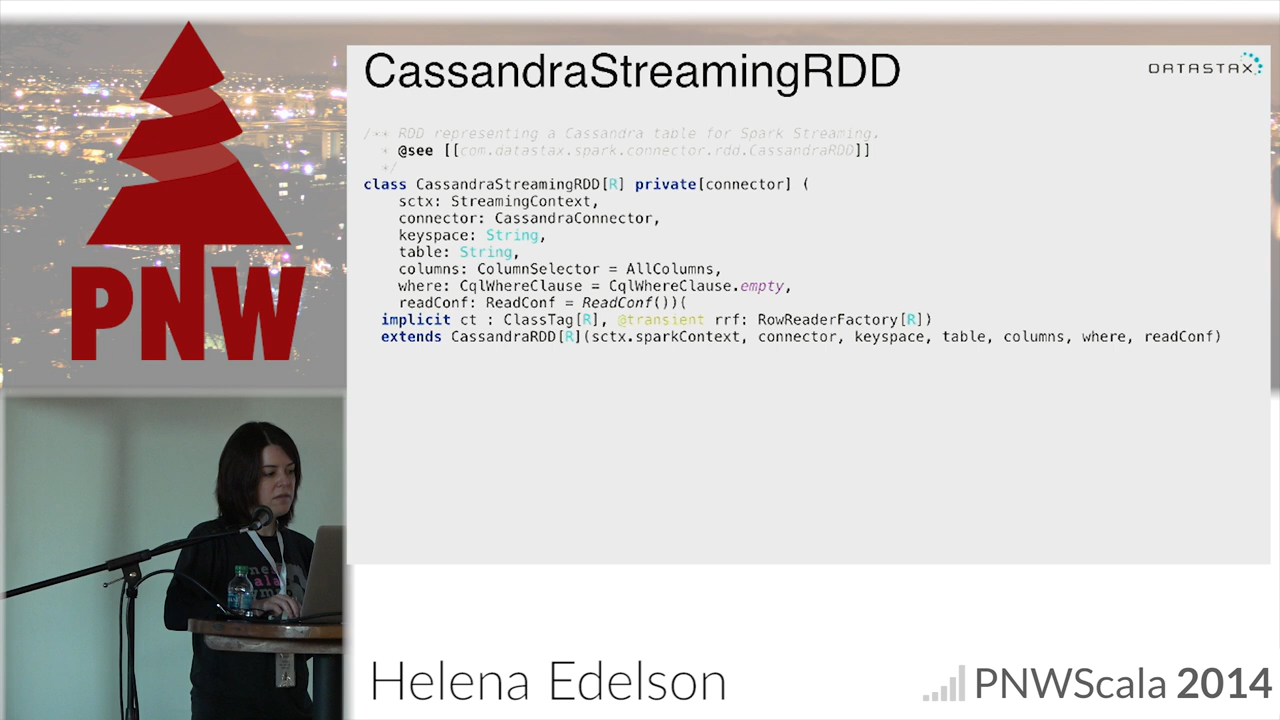 PNW
CassandraStreamingRDD
DATASTAX
/** RDD representing a Cassandra table for Spark Streaming.
* @see [[com.datastax.spark.connector.rdd.CassandraRDD]]
*/
class CassandraStreamingRDD[R] private[connector] (
sctx: StreamingContext,
connector: CassandraConnector,
keyspace: String,
table: String,
columns: ColumnSelector = AllColumns,
where: CqlWhereClause = CqlWhereClause.empty,
readConf: ReadConf = ReadConf())(
implicit ct : ClassTag[R], @transient rrf: RowReaderFactory[R])
extends CassandraRDD[R](sctx.sparkContext, connector, keyspace, table, columns, where, readConf)
Helena Edelson
PNWScala 2014